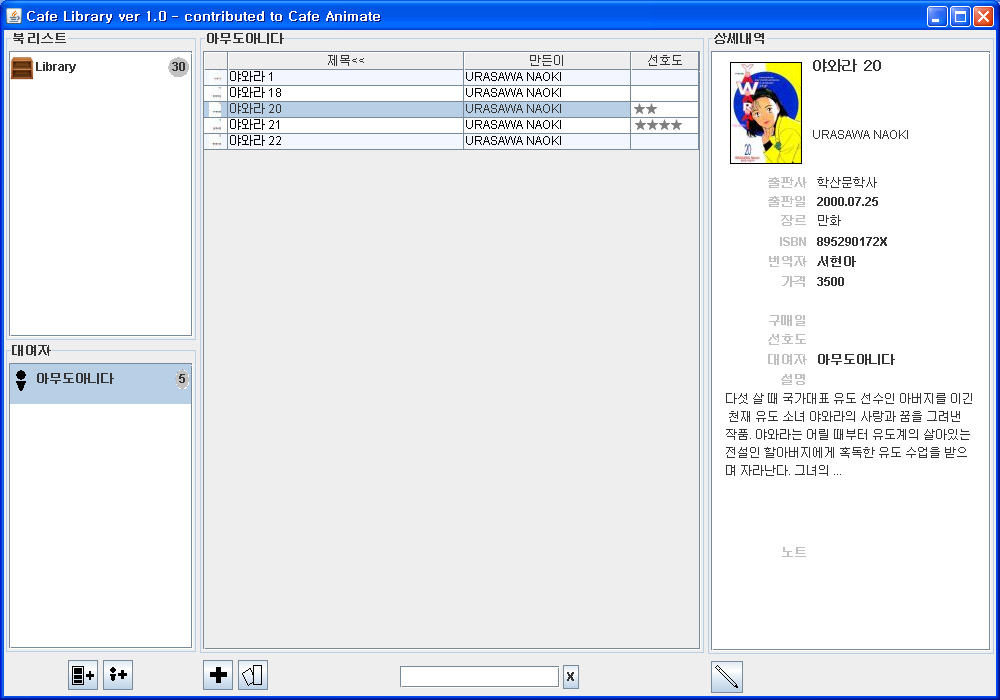 Cafe Library ver 1.0 - contributed to Cafe Animate
북 리스트
Library 30
대여자
아무도아니다 5
아무도아니다
제목<< 만든이 선호도
야와라 1 URASAWA NAOKI
야와라 18 URASAWA NAOKI
야와라 20 URASAWA NAOKI ★★
야와라 21 URASAWA NAOKI ★★★★
야와라 22 URASAWA NAOKI
X
상세내역
YAWARA
20
야와라 20
URASAWA NAOKI
출판사 학산문학사
출판일 2000.07.25
장르 만화
ISBN 895290172X
번역자 서현아
가격 3500
구매일
선호도
대여자 아무도아니다
설명
다섯 살 때 국가대표 유도 선수인 아버지를 이긴
천재 유도 소녀 야와라의 사랑과 꿈을 그려낸
작품. 야와라는 어릴 때부터 유도계의 살아있는
전설인 할아버지에게 혹독한 유도 수업을 받으
며 자라난다. 그녀의 ...
노트